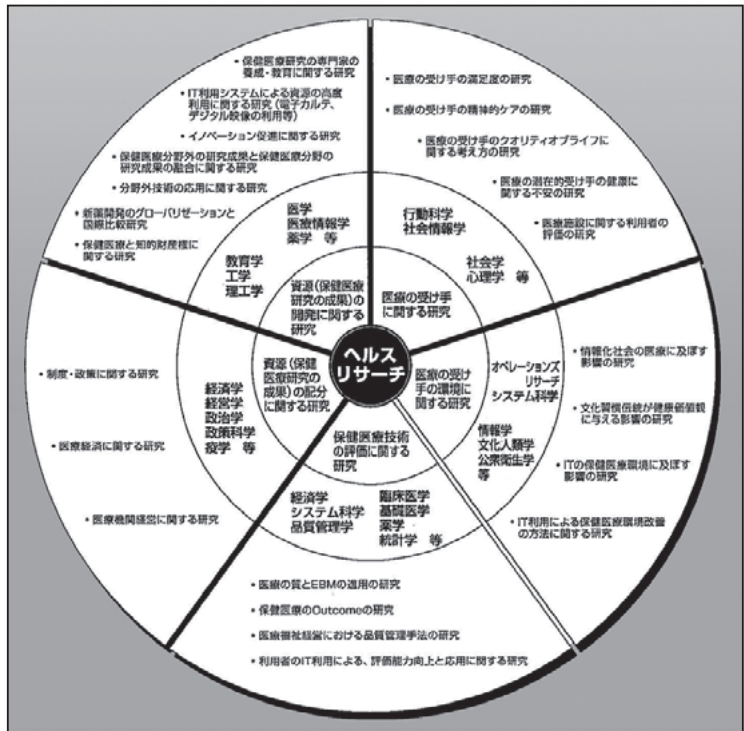 ヘルス
リサーチ
資源(保健医療
研究の成果)の
開発に関する
研究
医療の受け手
に関する研究
医療の受け
手の環境に
関する研究
保健医療技術
の評価に関する
研究
資源(保健
医療研究の
成果)の配分
に関する研究
医学
医療情報学
薬学 等
教育学
工学
理工学
・保健医療研究の専門家の
養成・教育に関する研究
・IT利用システムによる資源の高度
利用に関する研究(電子カルテ、
デジタル映像の利用等)
・イノベーション促進に関する研究
・保健医療分野外の研究成果と保健医療分野の
研究成果の融合に関する研究
・分野外技術の応用に関する研究
・新薬開発のグローバリゼーションと
国際比較研究
・保健医療と知的財産権に
関する研究
行動科学
社会情報学
社会学
心理学 等
・医療の受け手の満足度の研究
・医療の受け手の精神的ケアの研究
・医療の受け手のクオリティオブライフに
関する考え方の研究
・医療の潜在的受け手の健康に
関する不安の研究
・医療施設に関する利用者の
評価の研究
オペレーションズ
リサーチ
システム科学
情報学
文化人類学
公衆衛生学
等
・情報化社会の医療に及ぼす
影響の研究
・文化習慣伝統が健康価値観
に与える影響の研究
・ITの保健医療環境に及ぼす
影響の研究
・IT利用による保健医療環境改善
の方法に関する研究
経済学
システム科学
品質管理学
臨床医学
基礎医学
薬学
統計学 等
・医療の質とEBMの適用の研究
・保健医療のOutcomeの研究
・医療福祉経営における品質管理手法の研究
・利用者のIT利用による、評価能力向上と応用に関する研究
経済学
経営学
政治学
政策科学
疫学 等
・制度・政策に関する研究
・医療経済に関する研究
・医療機関経営に関する研究